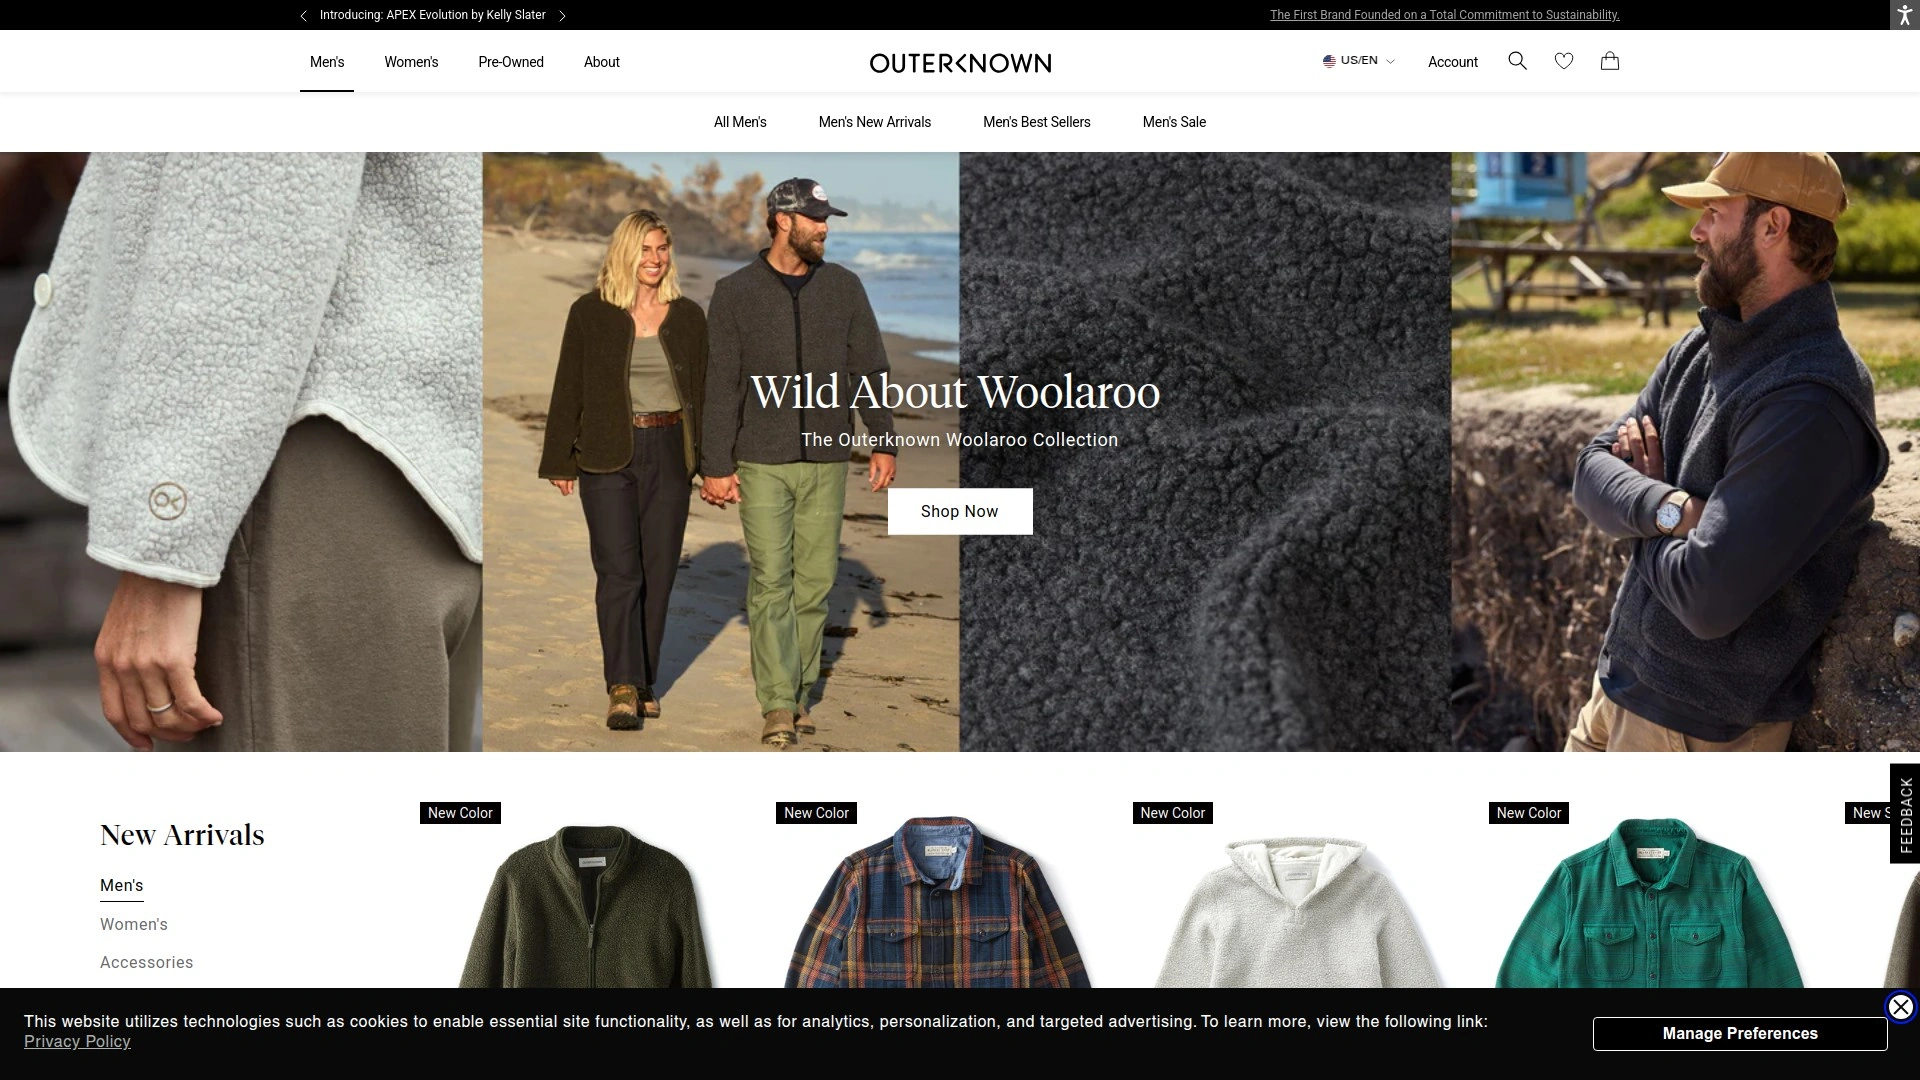 Introducing: APEX Evolution by Kelly Slater
The First Brand Founded on a Total Commitment to Sustainability.
Men's
Women's
Pre-Owned
About
OUTERKNOWN
US/EN
Account
All Men's
Men's New Arrivals
Men's Best Sellers
Men's Sale
Wild About Woolaroo
The Outerknown Woolaroo Collection
Shop Now
OK
FEEDBACK
New Arrivals
Men's
Women's
Accessories
New Color
New Color
New Color
New Color
New S
This website utilizes technologies such as cookies to enable essential site functionality, as well as for analytics, personalization, and targeted advertising. To learn more, view the following link:
Privacy Policy
Manage Preferences